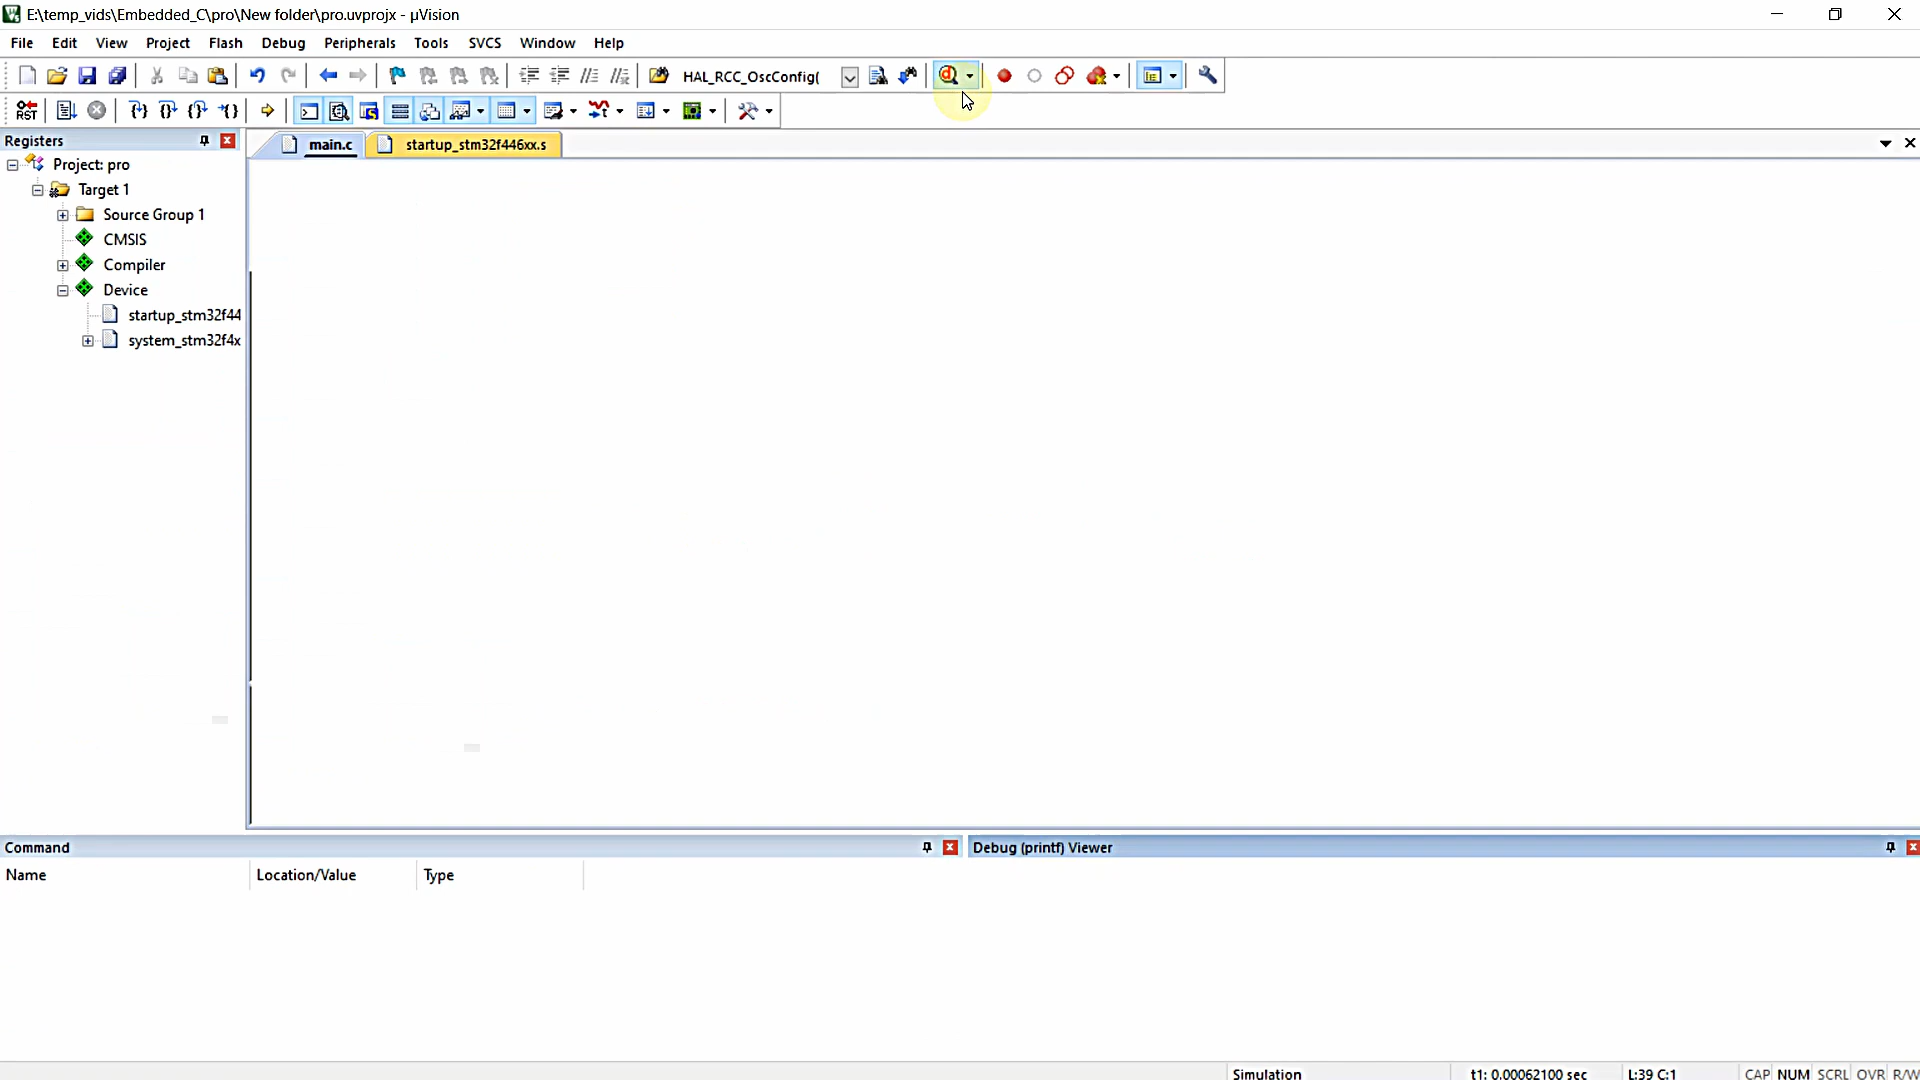 E:\temp_vids\Embedded_C\pro\New folder\pro.uvprojx - µVision
File Edit View Project Flash Debug Peripherals Tools SVCS Window Help
HAL_RCC_OscConfig(
RST
Registers
main.c startup_stm32f446xx.s
Project: pro
Target 1
Source Group 1
CMSIS
Compiler
Device
startup_stm32f44
system_stm32f4x
Command
Debug (printf) Viewer
Name Location/Value Type
Simulation t1: 0.00062100 sec L:39 C:1 CAP NUM SCRL OVR R/W